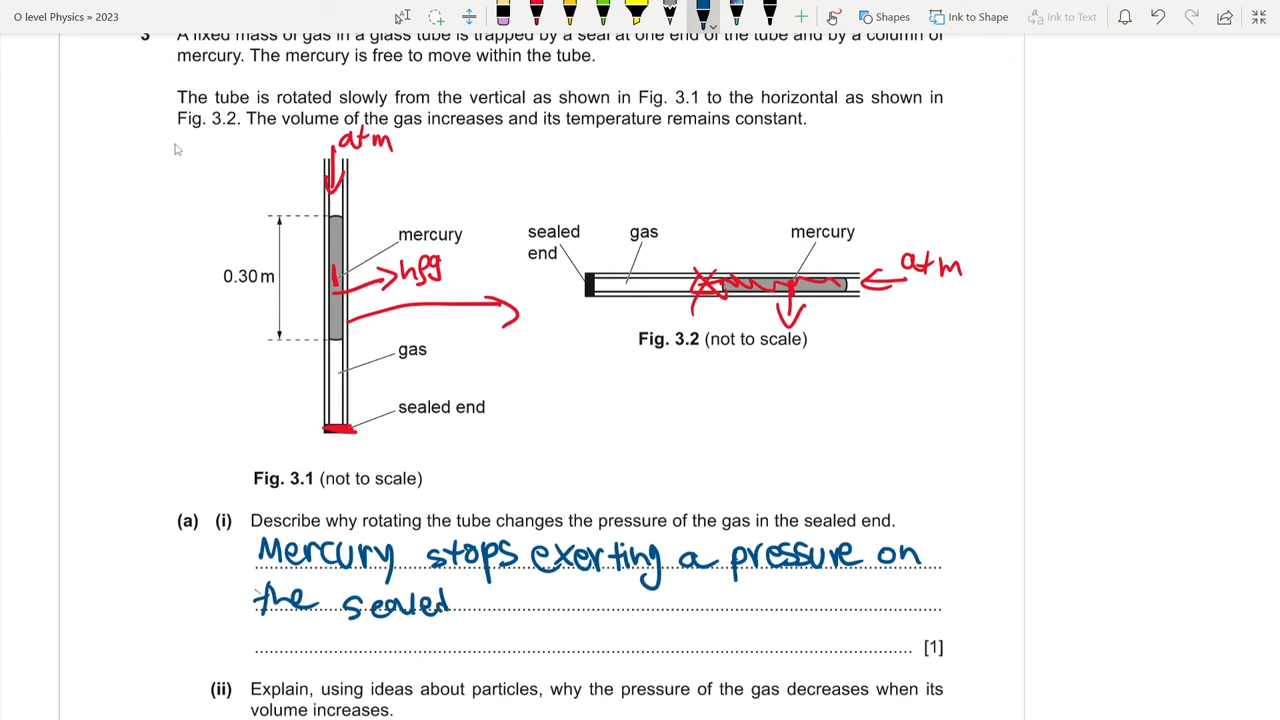 O level Physics » 2023
Shapes
Ink to Shape
Ink to Text
3 A fixed mass of gas in a glass tube is trapped by a seal at one end of the tube and by a column of
mercury. The mercury is free to move within the tube.
The tube is rotated slowly from the vertical as shown in Fig. 3.1 to the horizontal as shown in
Fig. 3.2. The volume of the gas increases and its temperature remains constant.
atm
mercury
hρg
0.30 m
gas
sealed end
Fig. 3.1 (not to scale)
sealed
end
gas
mercury
atm
Fig. 3.2 (not to scale)
(a) (i) Describe why rotating the tube changes the pressure of the gas in the sealed end.
Mercury stops exerting a pressure on
the sealed
[1]
(ii) Explain, using ideas about particles, why the pressure of the gas decreases when its
volume increases.